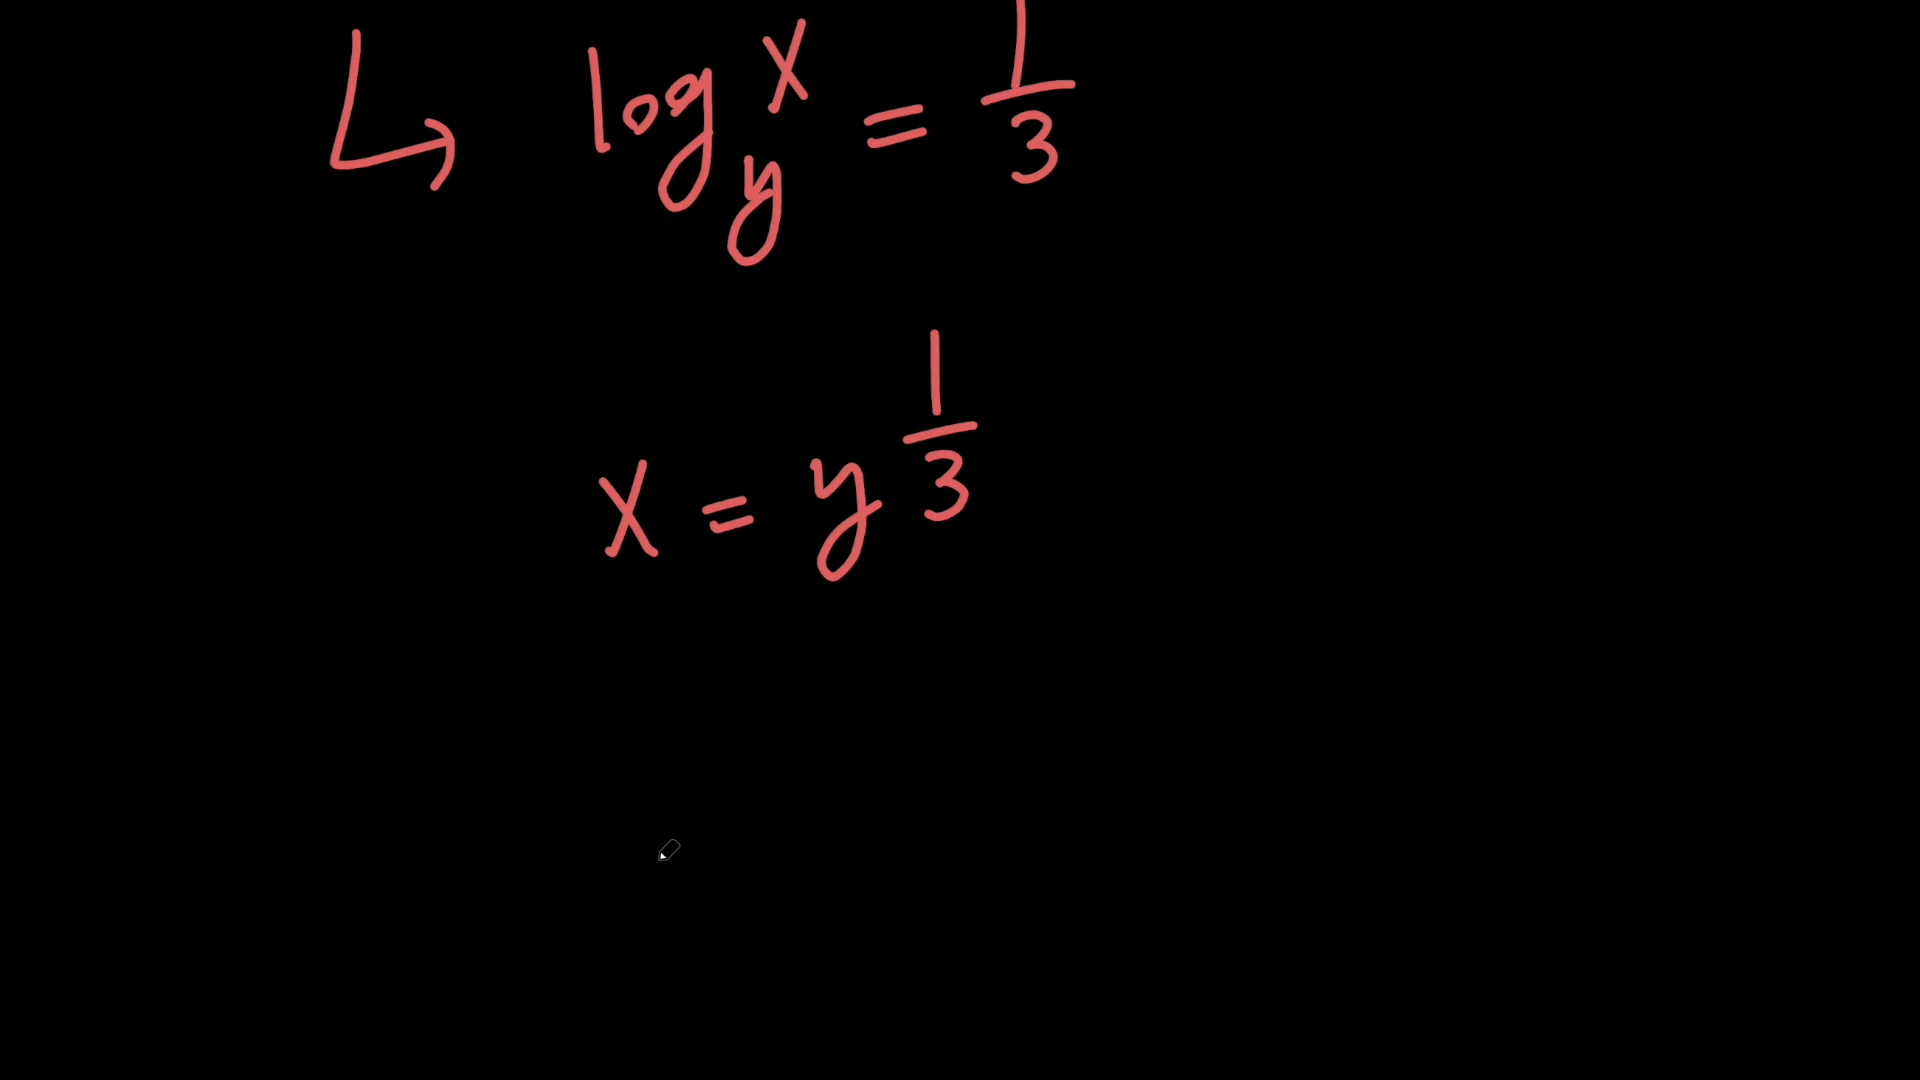 ↳ log_y^x = 1/3
x = y^(1/3)